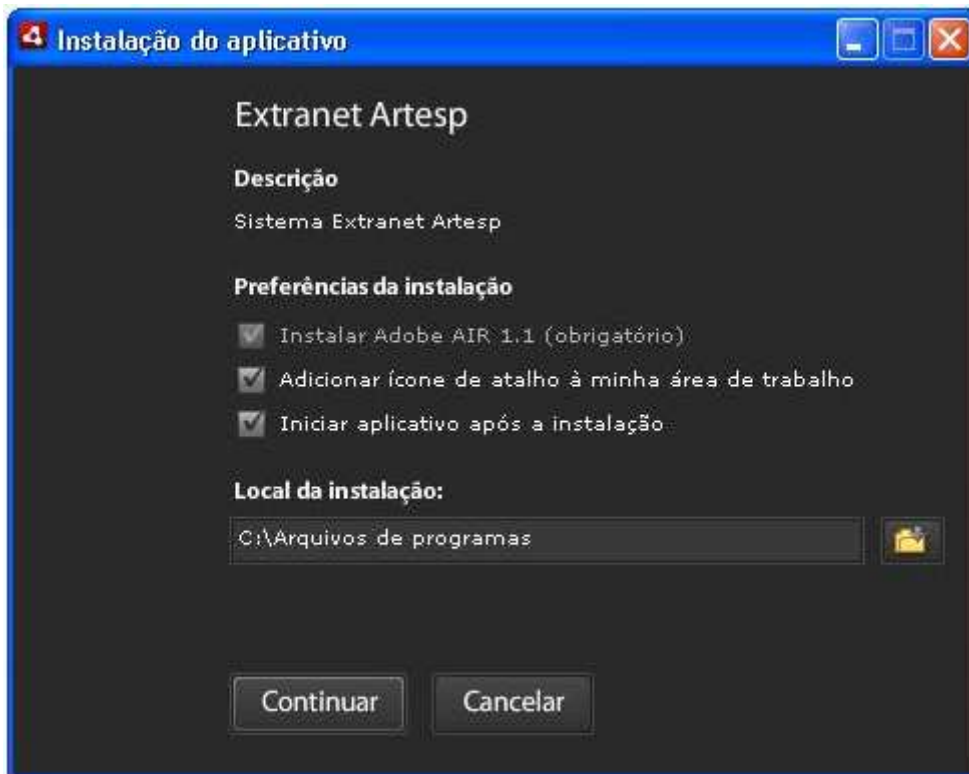 Instalação do aplicativo
Extranet Artesp
Descrição
Sistema Extranet Artesp
Preferências da instalação
Instalar Adobe AIR 1.1 (obrigatório)
Adicionar ícone de atalho à minha área de trabalho
Iniciar aplicativo após a instalação
Local da instalação:
C:\Arquivos de programas
Continuar
Cancelar